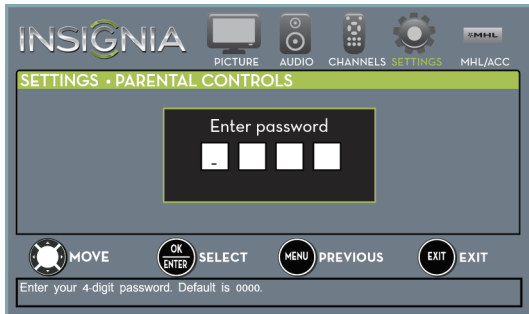 INSIGNIA
PICTURE AUDIO CHANNELS SETTINGS MHL/ACC
MHL
SETTINGS • PARENTAL CONTROLS
Enter password
_
MOVE OK ENTER SELECT MENU PREVIOUS EXIT EXIT
Enter your 4-digit password. Default is 0000.